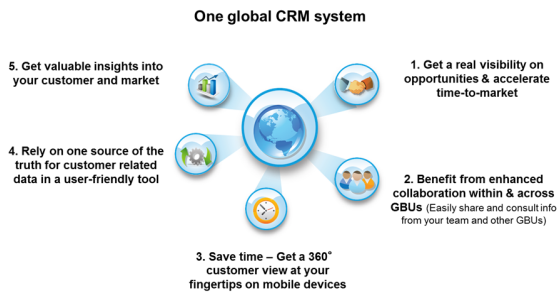 One global CRM system
1. Get a real visibility on
opportunities & accelerate
time-to-market
2. Benefit from enhanced
collaboration within & across
GBUs (Easily share and consult info
from your team and other GBUs)
3. Save time – Get a 360°
customer view at your
fingertips on mobile devices
4. Rely on one source of the
truth for customer related
data in a user-friendly tool
5. Get valuable insights into
your customer and market